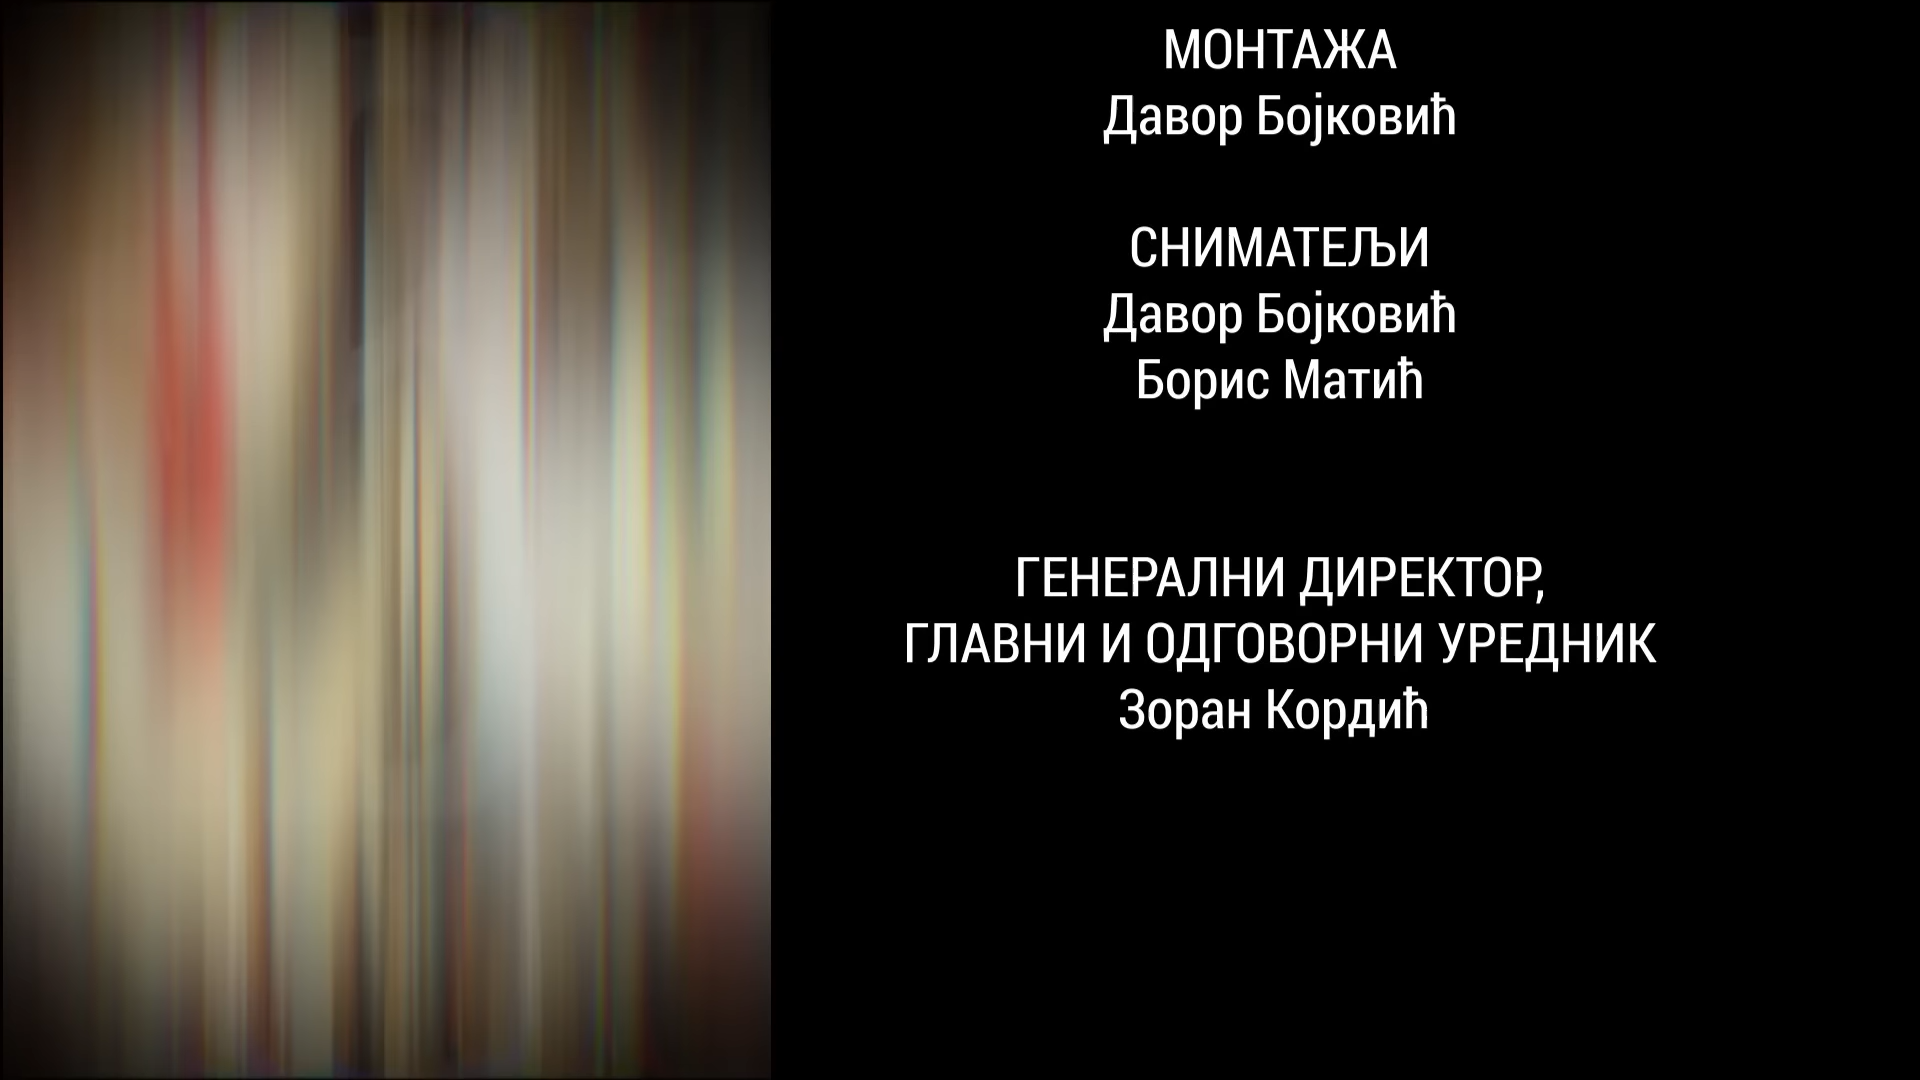 МОНТАЖА
Давор Бојковић
СНИМАТЕЉИ
Давор Бојковић
Борис Матић
ГЕНЕРАЛНИ ДИРЕКТОР,
ГЛАВНИ И ОДГОВОРНИ УРЕДНИК
Зоран Кордић